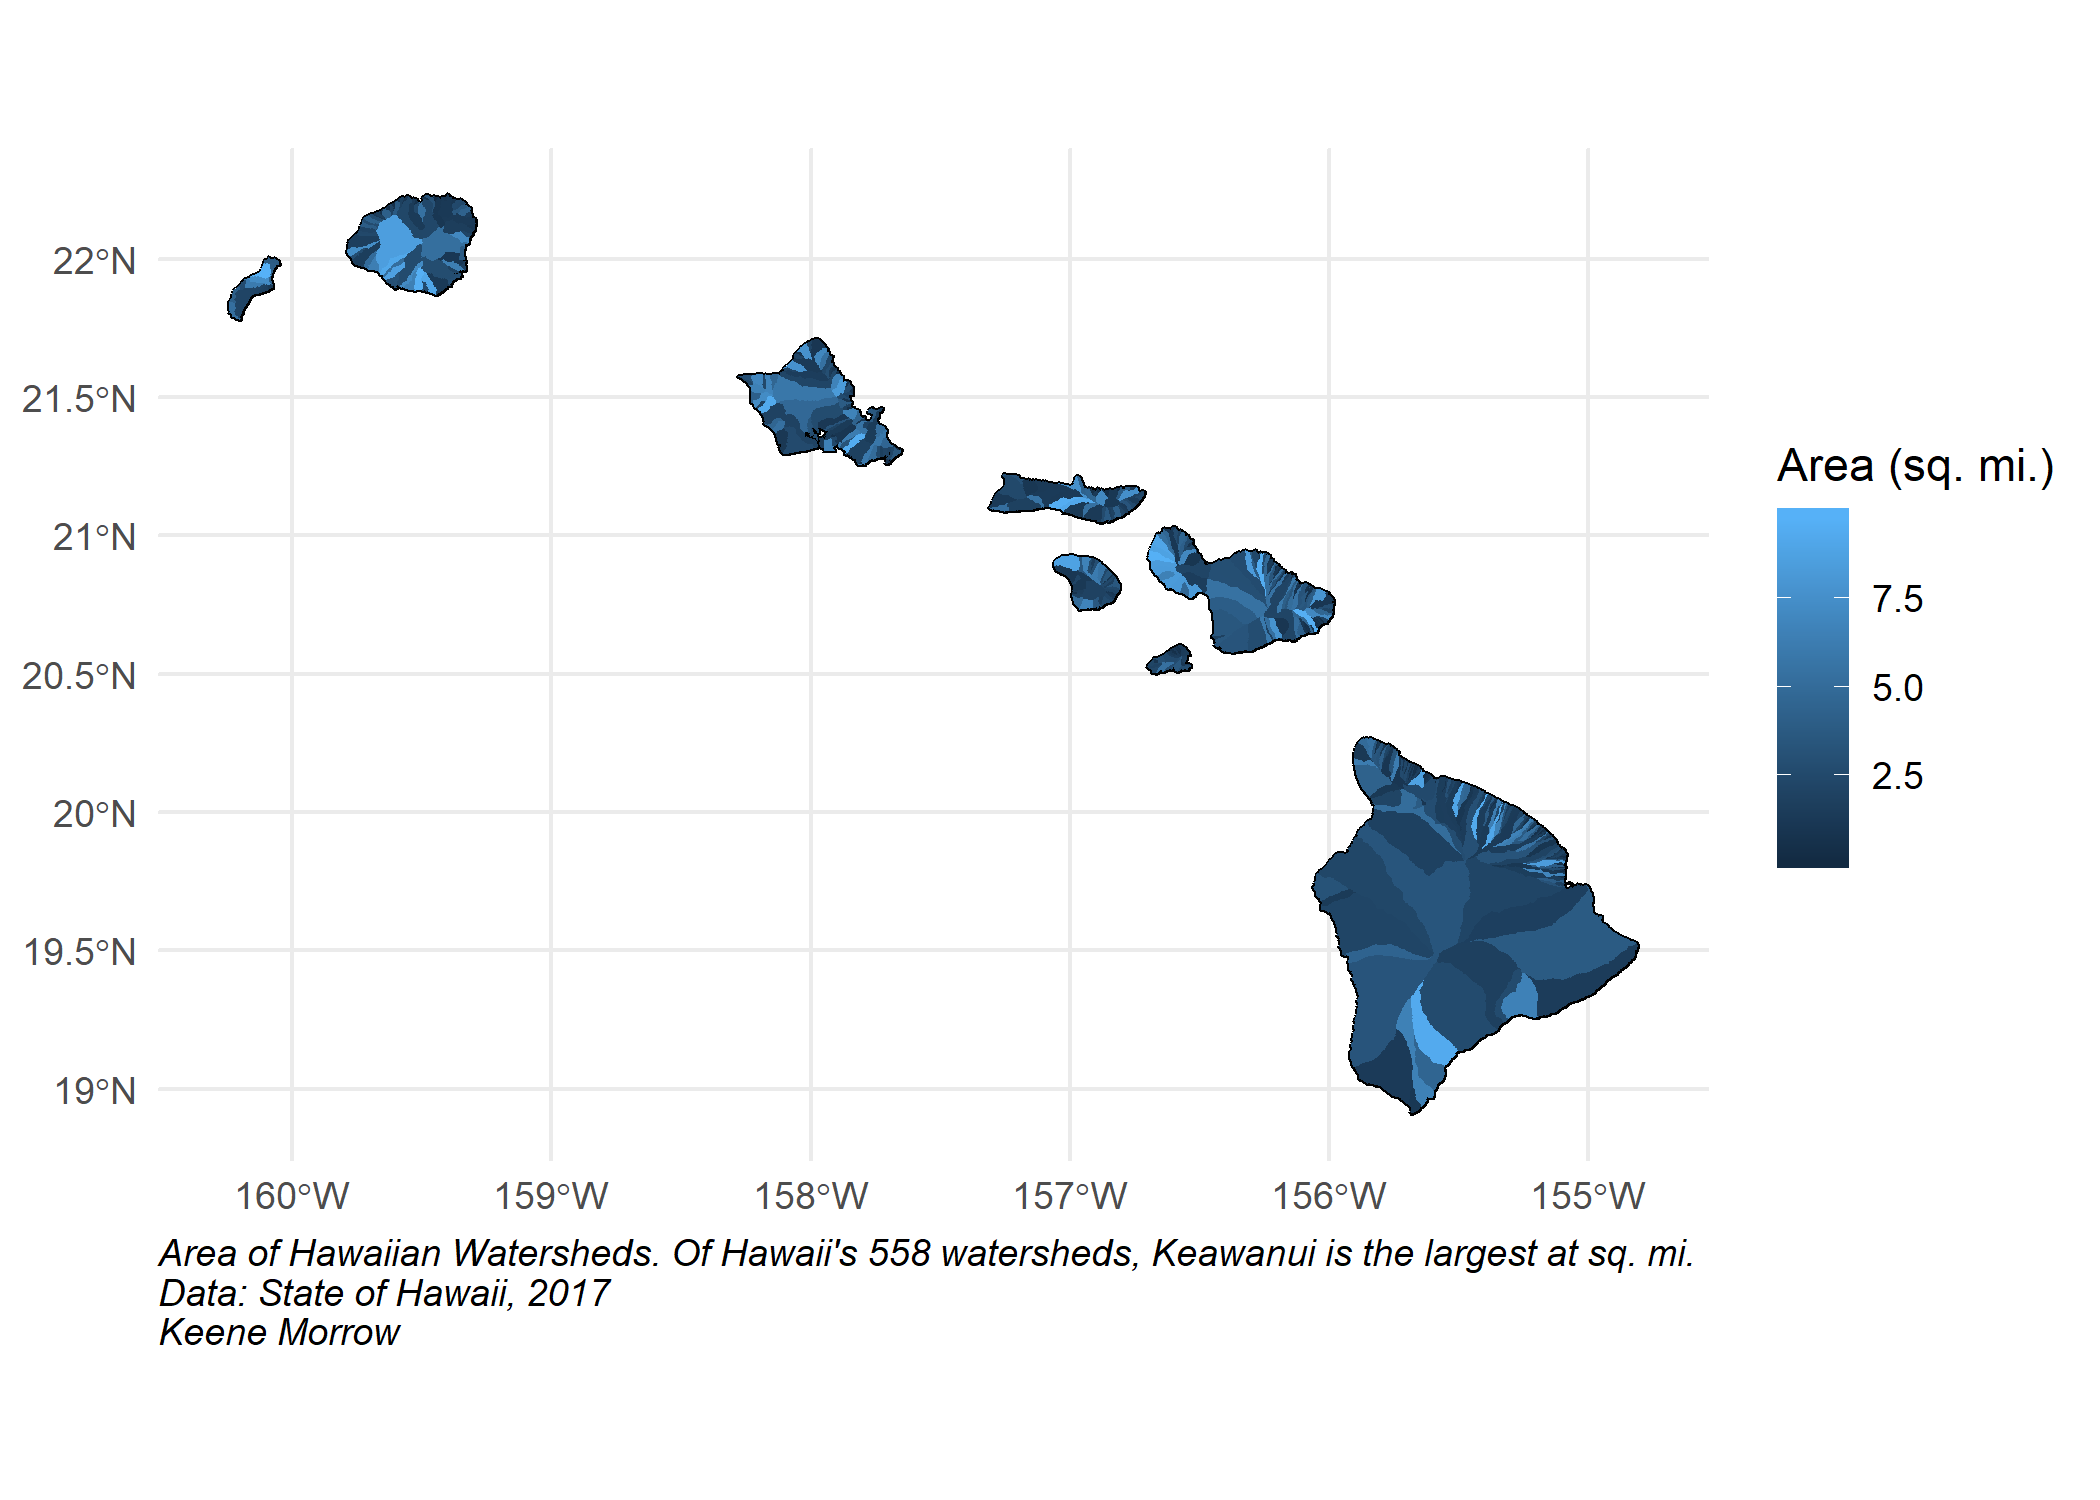 22°N
21.5°N
21°N
20.5°N
20°N
19.5°N
19°N
160°W 159°W 158°W 157°W 156°W 155°W
Area (sq. mi.)
7.5
5.0
2.5
Area of Hawaiian Watersheds. Of Hawaii's 558 watersheds, Keawanui is the largest at sq. mi.
Data: State of Hawaii, 2017
Keene Morrow